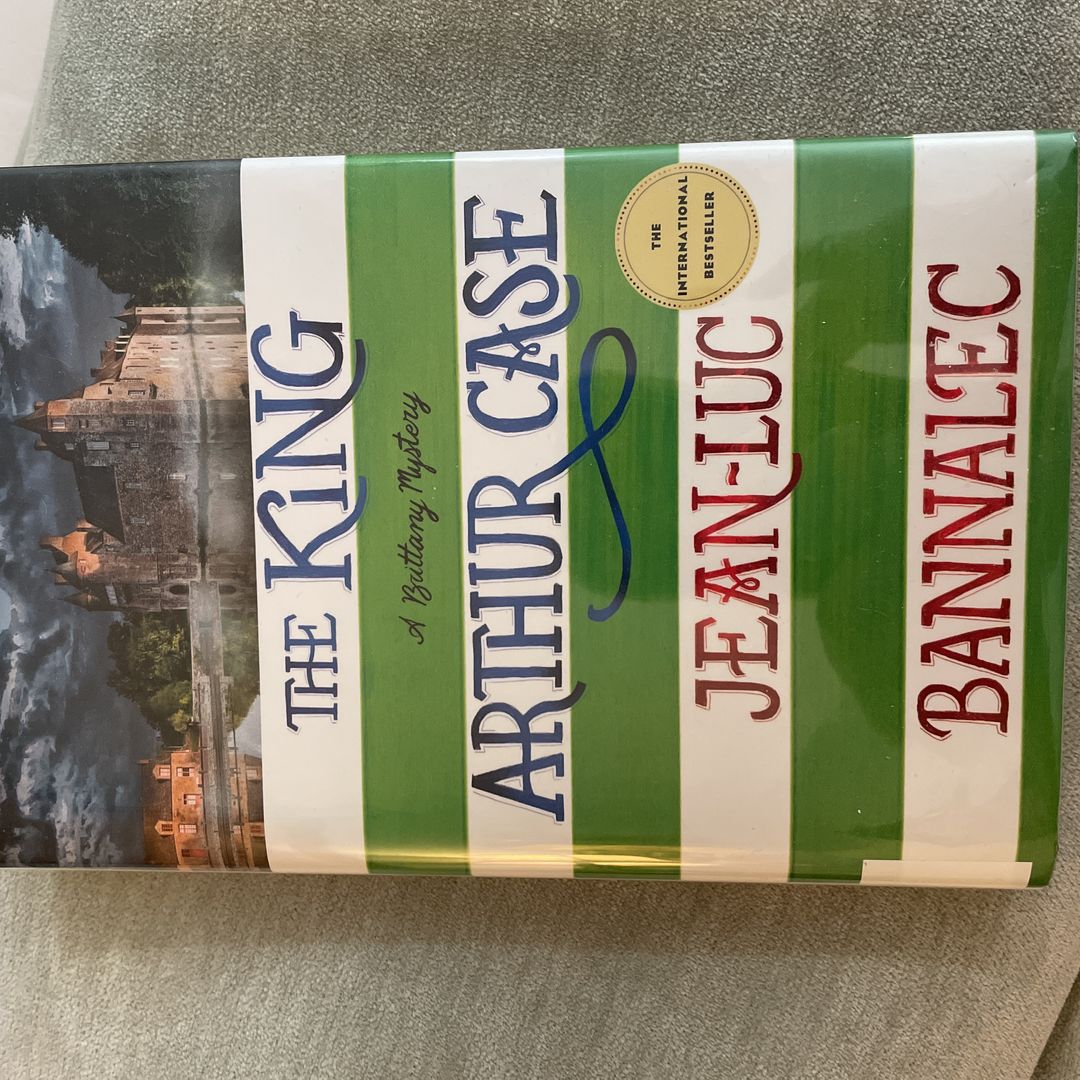 THE KING
A Brittany Mystery
ARTHUR CASE
THE
INTERNATIONAL
BESTSELLER
JEAN-LUC
BANNALEC